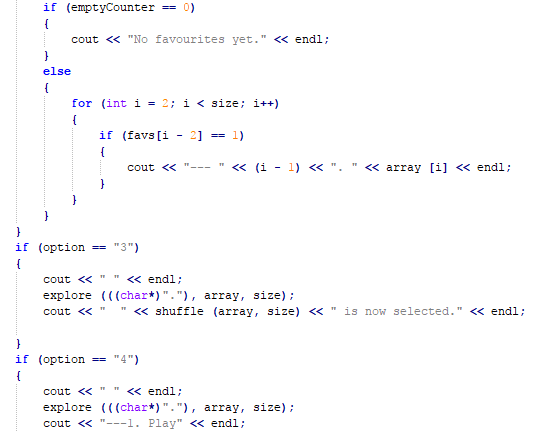 if (emptyCounter == 0)
{
cout << "No favourites yet." << endl;
}
else
{
for (int i = 2; i < size; i++)
{
if (favs[i - 2] == 1)
{
cout << "--- " << (i - 1) << ". " << array [i] << endl;
}
}
}
}
if (option == "3")
{
cout << " " << endl;
explore (((char*)"."), array, size);
cout << "  " << shuffle (array, size) << " is now selected." << endl;
}
if (option == "4")
{
cout << " " << endl;
explore (((char*)"."), array, size);
cout << "---1. Play" << endl;